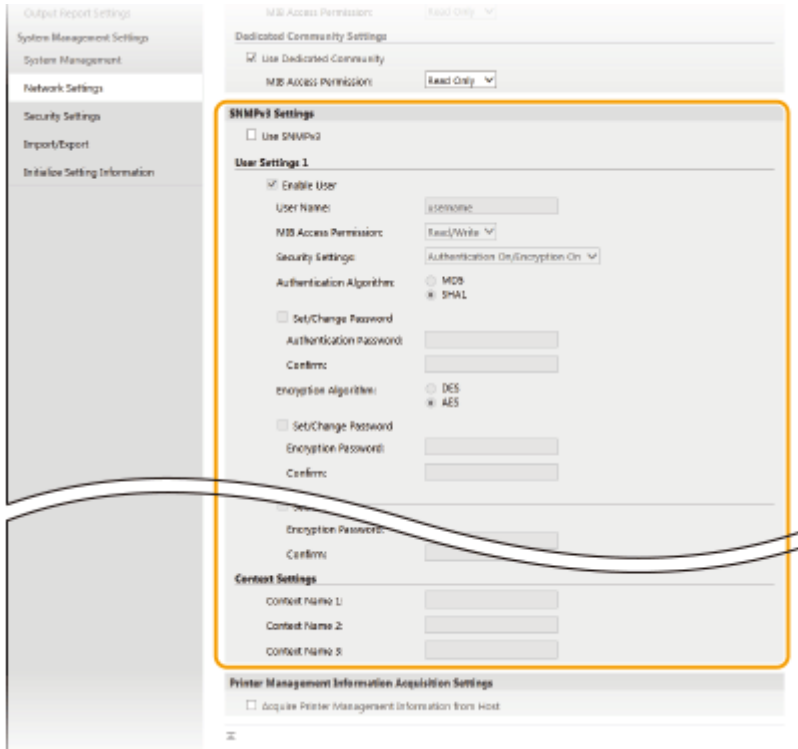 Output Report Settings
System Management Settings
System Management
Network Settings
Security Settings
Import/Export
Initialize Setting Information
MIB Access Permission: Read Only
Dedicated Community Settings
Use Dedicated Community
MIB Access Permission: Read Only
SNMPv3 Settings
Use SNMPv3
User Settings 1
Enable User
User Name: username
MIB Access Permission: Read/Write
Security Settings: Authentication On/Encryption On
Authentication Algorithm: MD5
SHA1
Set/Change Password
Authentication Password:
Confirm:
Encryption Algorithm: DES
AES
Set/Change Password
Encryption Password:
Confirm:
Encryption Password:
Confirm:
Context Settings
Context Name 1:
Context Name 2:
Context Name 3:
Printer Management Information Acquisition Settings
Acquire Printer Management Information from Host